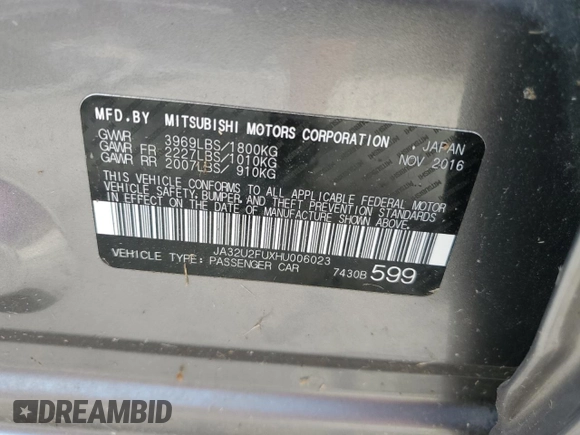 MFD.BY MITSUBISHI MOTORS CORPORATION
GVWR 3969LBS/1800KG JAPAN
GAWR FR 2227LBS/1010KG NOV 2016
GAWR RR 2007LBS/ 910KG
THIS VEHICLE CONFORMS TO ALL APPLICABLE FEDERAL MOTOR
VEHICLE SAFETY, BUMPER, AND THEFT PREVENTION STANDARDS
IN EFFECT ON THE DATE OF MANUFACTURE SHOWN ABOVE.
JA32U2FUXHU006023
VEHICLE TYPE: PASSENGER CAR 7430B 599
DREAMBID